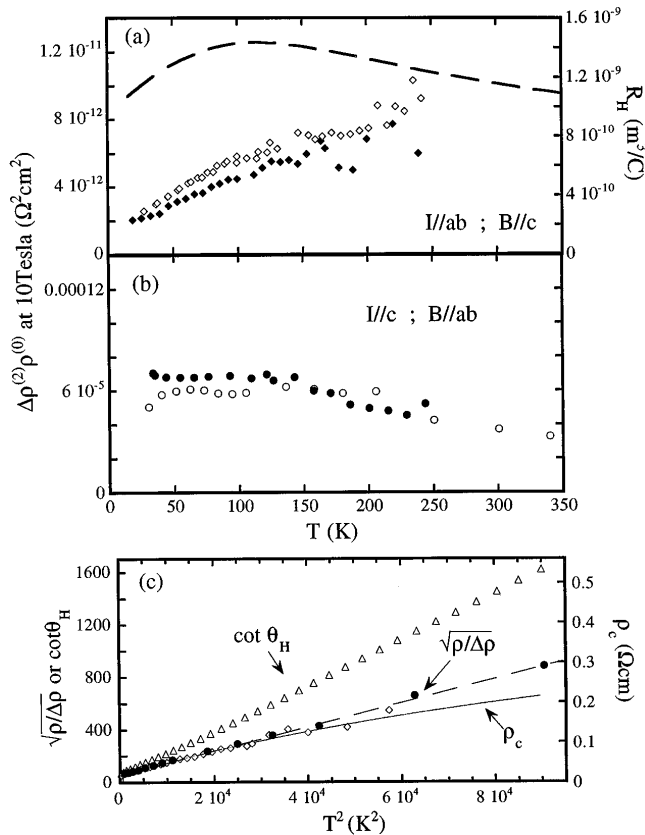 (a)
1.2 10⁻¹¹
8 10⁻¹²
4 10⁻¹²
0
1.6 10⁻⁹
1.2 10⁻⁹
8 10⁻¹⁰
4 10⁻¹⁰
0
R_H (m³/C)
I//ab ; B//c
Δρ⁽²⁾ρ⁽⁰⁾ at 10Tesla (Ω²cm²)
(b)
0.00012
6 10⁻⁵
0
I//c ; B//ab
0 50 100 150 200 250 300 350
T (K)
(c)
1600
1200
800
400
0
√ρ/Δρ or cotθ_H
cot θ_H
√ρ/Δρ
ρ_c
0.5
0.4
0.3
0.2
0.1
0
ρ_c (Ωcm)
0 2 10⁴ 4 10⁴ 6 10⁴ 8 10⁴
T² (K²)